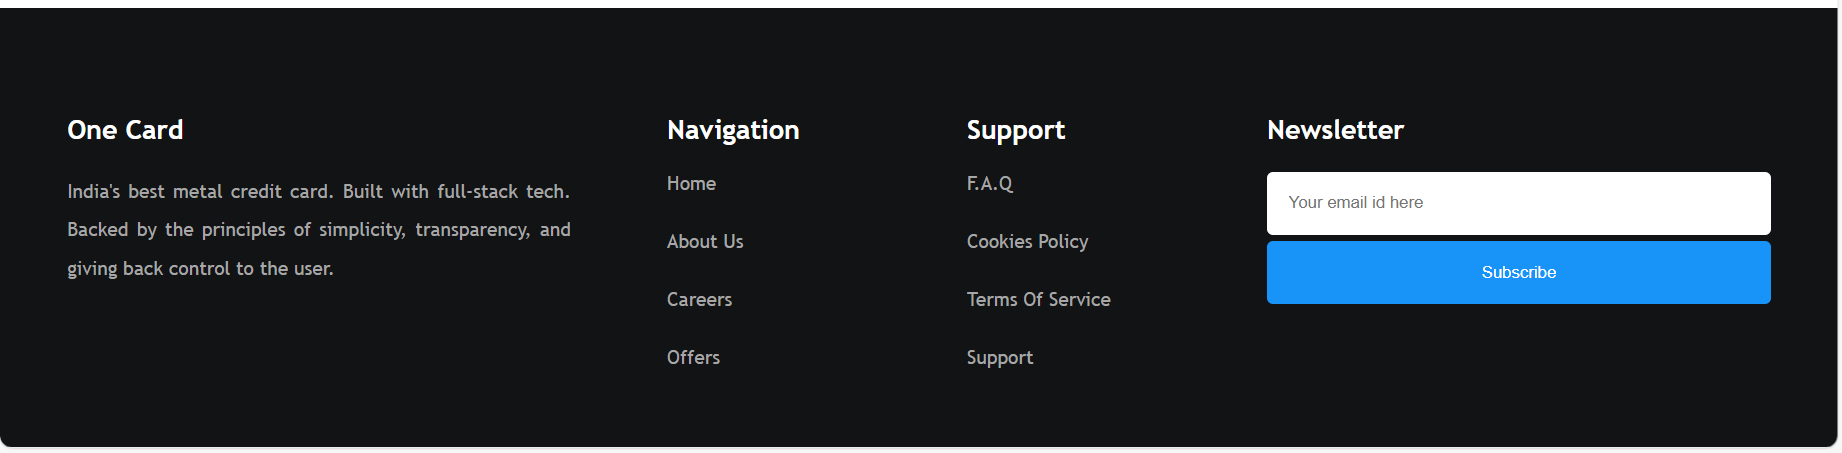 One Card
India's best metal credit card. Built with full-stack tech.
Backed by the principles of simplicity, transparency, and
giving back control to the user.
Navigation
Home
About Us
Careers
Offers
Support
F.A.Q
Cookies Policy
Terms Of Service
Support
Newsletter
Your email id here
Subscribe